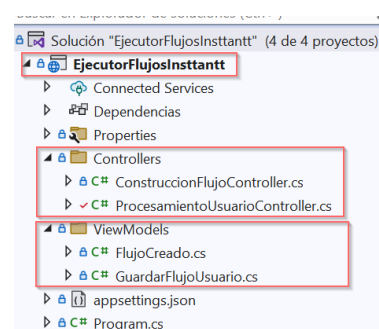 Solución "EjecutorFlujosInsttantt" (4 de 4 proyectos)
EjecutorFlujosInsttantt
Connected Services
Dependencias
Properties
Controllers
C# ConstruccionFlujoController.cs
C# ProcesamientoUsuarioController.cs
ViewModels
C# FlujoCreado.cs
C# GuardarFlujoUsuario.cs
appsettings.json
C# Program.cs